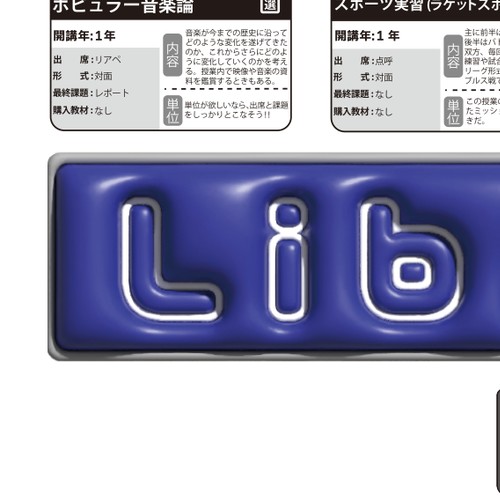 ポピュラー音楽論
選
開講年:1年
出　席:リアペ
形　式:対面
最終課題:レポート
購入教材:なし
内容
音楽が今までの歴史に沿って
どのような変化を遂げてきた
のか、これからさらにどのよ
うに変化していくのかを考え
る。授業内で映像や音楽の資
料を鑑賞するときもある。
単位
単位が欲しいなら、出席と課題
をしっかりとこなそう!!
スポーツ実習(ラケットスポ
開講年:1年
出　席:点呼
形　式:対面
最終課題:なし
購入教材:なし
内容
主に前半は
後半はバド
双方、毎回
練習や試合
リーグ形式
ブルス戦で
単位
この授業の
たミッシ
きだ。
Lib